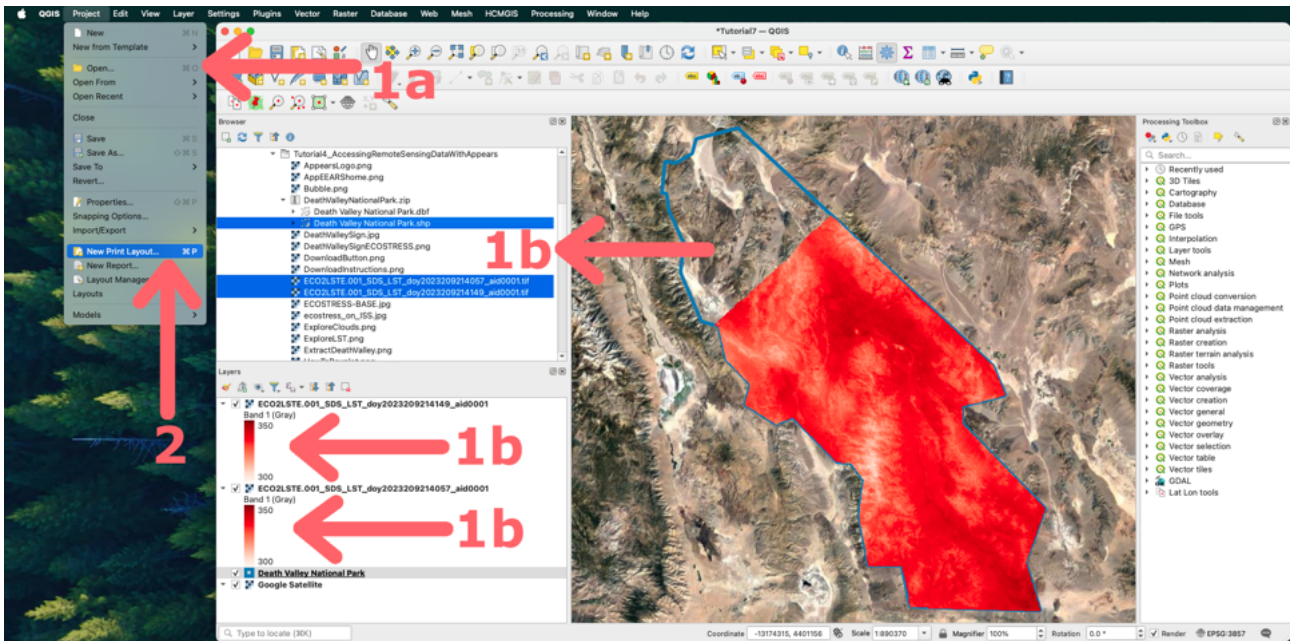 QGIS Project Edit View Layer Settings Plugins Vector Raster Database Web Mesh HCMGIS Processing Window Help
*Tutorial7 — QGIS
New ⌘N
New from Template
Open... ⌘O
Open From
Open Recent
Close
Save ⌘S
Save As... ⇧⌘S
Save To
Revert...
Properties... ⇧⌘P
Snapping Options...
Import/Export
New Print Layout... ⌘P
New Report...
Layout Manager
Layouts
Models
1a
2
Browser
Tutorial4_AccessingRemoteSensingDataWithAppears
AppearsLogo.png
AppEEARShome.png
Bubble.png
DeathValleyNationalPark.zip
Death Valley National Park.dbf
Death Valley National Park.shp
DeathValleySign.jpg
DeathValleySignECOSTRESS.png
DownloadButton.png
DownloadInstructions.png
ECO2LSTE.001_SDS_LST_doy2023209214057_aid0001.tif
ECO2LSTE.001_SDS_LST_doy2023209214149_aid0001.tif
ECOSTRESS-BASE.jpg
ecostress_on_ISS.jpg
ExploreClouds.png
ExploreLST.png
ExtractDeathValley.png
1b
Layers
ECO2LSTE.001_SDS_LST_doy2023209214149_aid0001
Band 1 (Gray)
350
300
1b
ECO2LSTE.001_SDS_LST_doy2023209214057_aid0001
Band 1 (Gray)
350
300
1b
Death Valley National Park
Google Satellite
Processing Toolbox
Search...
Recently used
3D Tiles
Cartography
Database
File tools
GPS
Interpolation
Layer tools
Mesh
Network analysis
Plots
Point cloud conversion
Point cloud data management
Point cloud extraction
Raster analysis
Raster creation
Raster terrain analysis
Raster tools
Vector analysis
Vector coverage
Vector creation
Vector general
Vector geometry
Vector overlay
Vector selection
Vector table
Vector tiles
GDAL
Lat Lon tools
Type to locate (⌘K)
Coordinate -13174315, 4401156 Scale 1:890370 Magnifier 100% Rotation 0.0 ° Render EPSG:3857